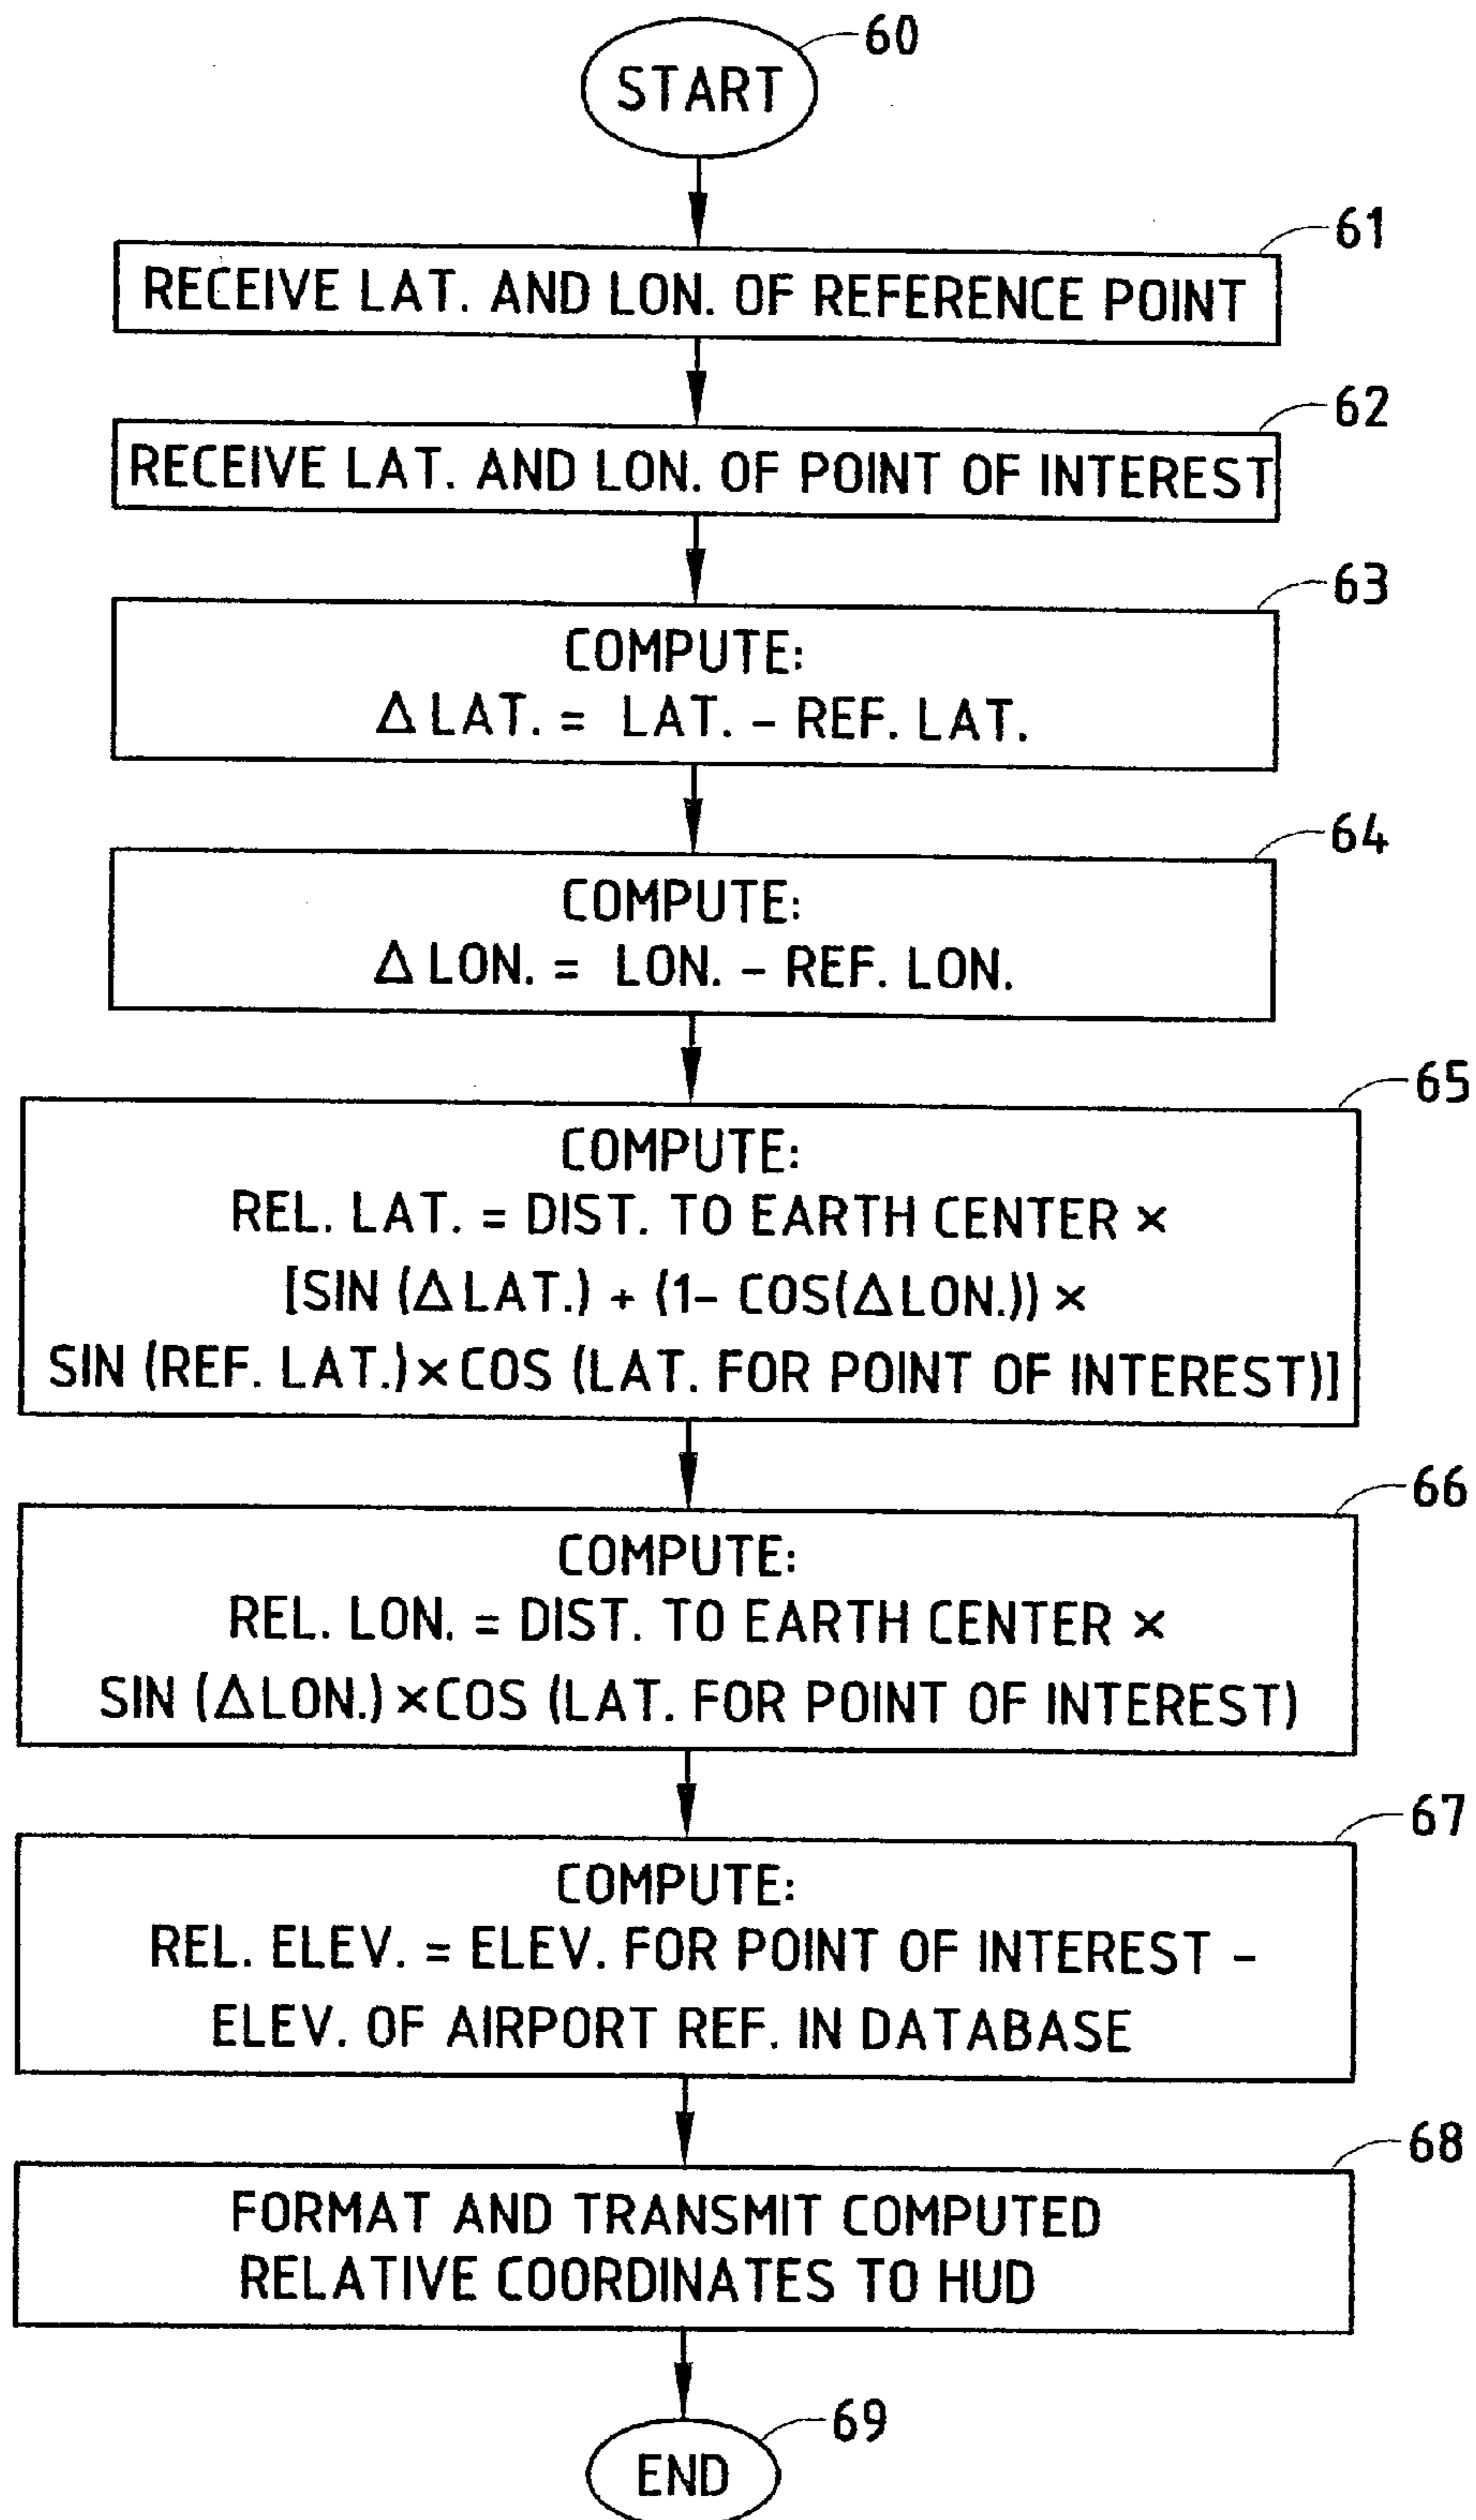 60
START
61
RECEIVE LAT. AND LON. OF REFERENCE POINT
62
RECEIVE LAT. AND LON. OF POINT OF INTEREST
63
COMPUTE:
Δ LAT. = LAT. – REF. LAT.
64
COMPUTE:
Δ LON. = LON. – REF. LON.
65
COMPUTE:
REL. LAT. = DIST. TO EARTH CENTER ×
[SIN (Δ LAT.) + (1– COS(Δ LON.)) ×
SIN (REF. LAT.) × COS (LAT. FOR POINT OF INTEREST)]
66
COMPUTE:
REL. LON. = DIST. TO EARTH CENTER ×
SIN (Δ LON.) × COS (LAT. FOR POINT OF INTEREST)
67
COMPUTE:
REL. ELEV. = ELEV. FOR POINT OF INTEREST –
ELEV. OF AIRPORT REF. IN DATABASE
68
FORMAT AND TRANSMIT COMPUTED
RELATIVE COORDINATES TO HUD
69
END